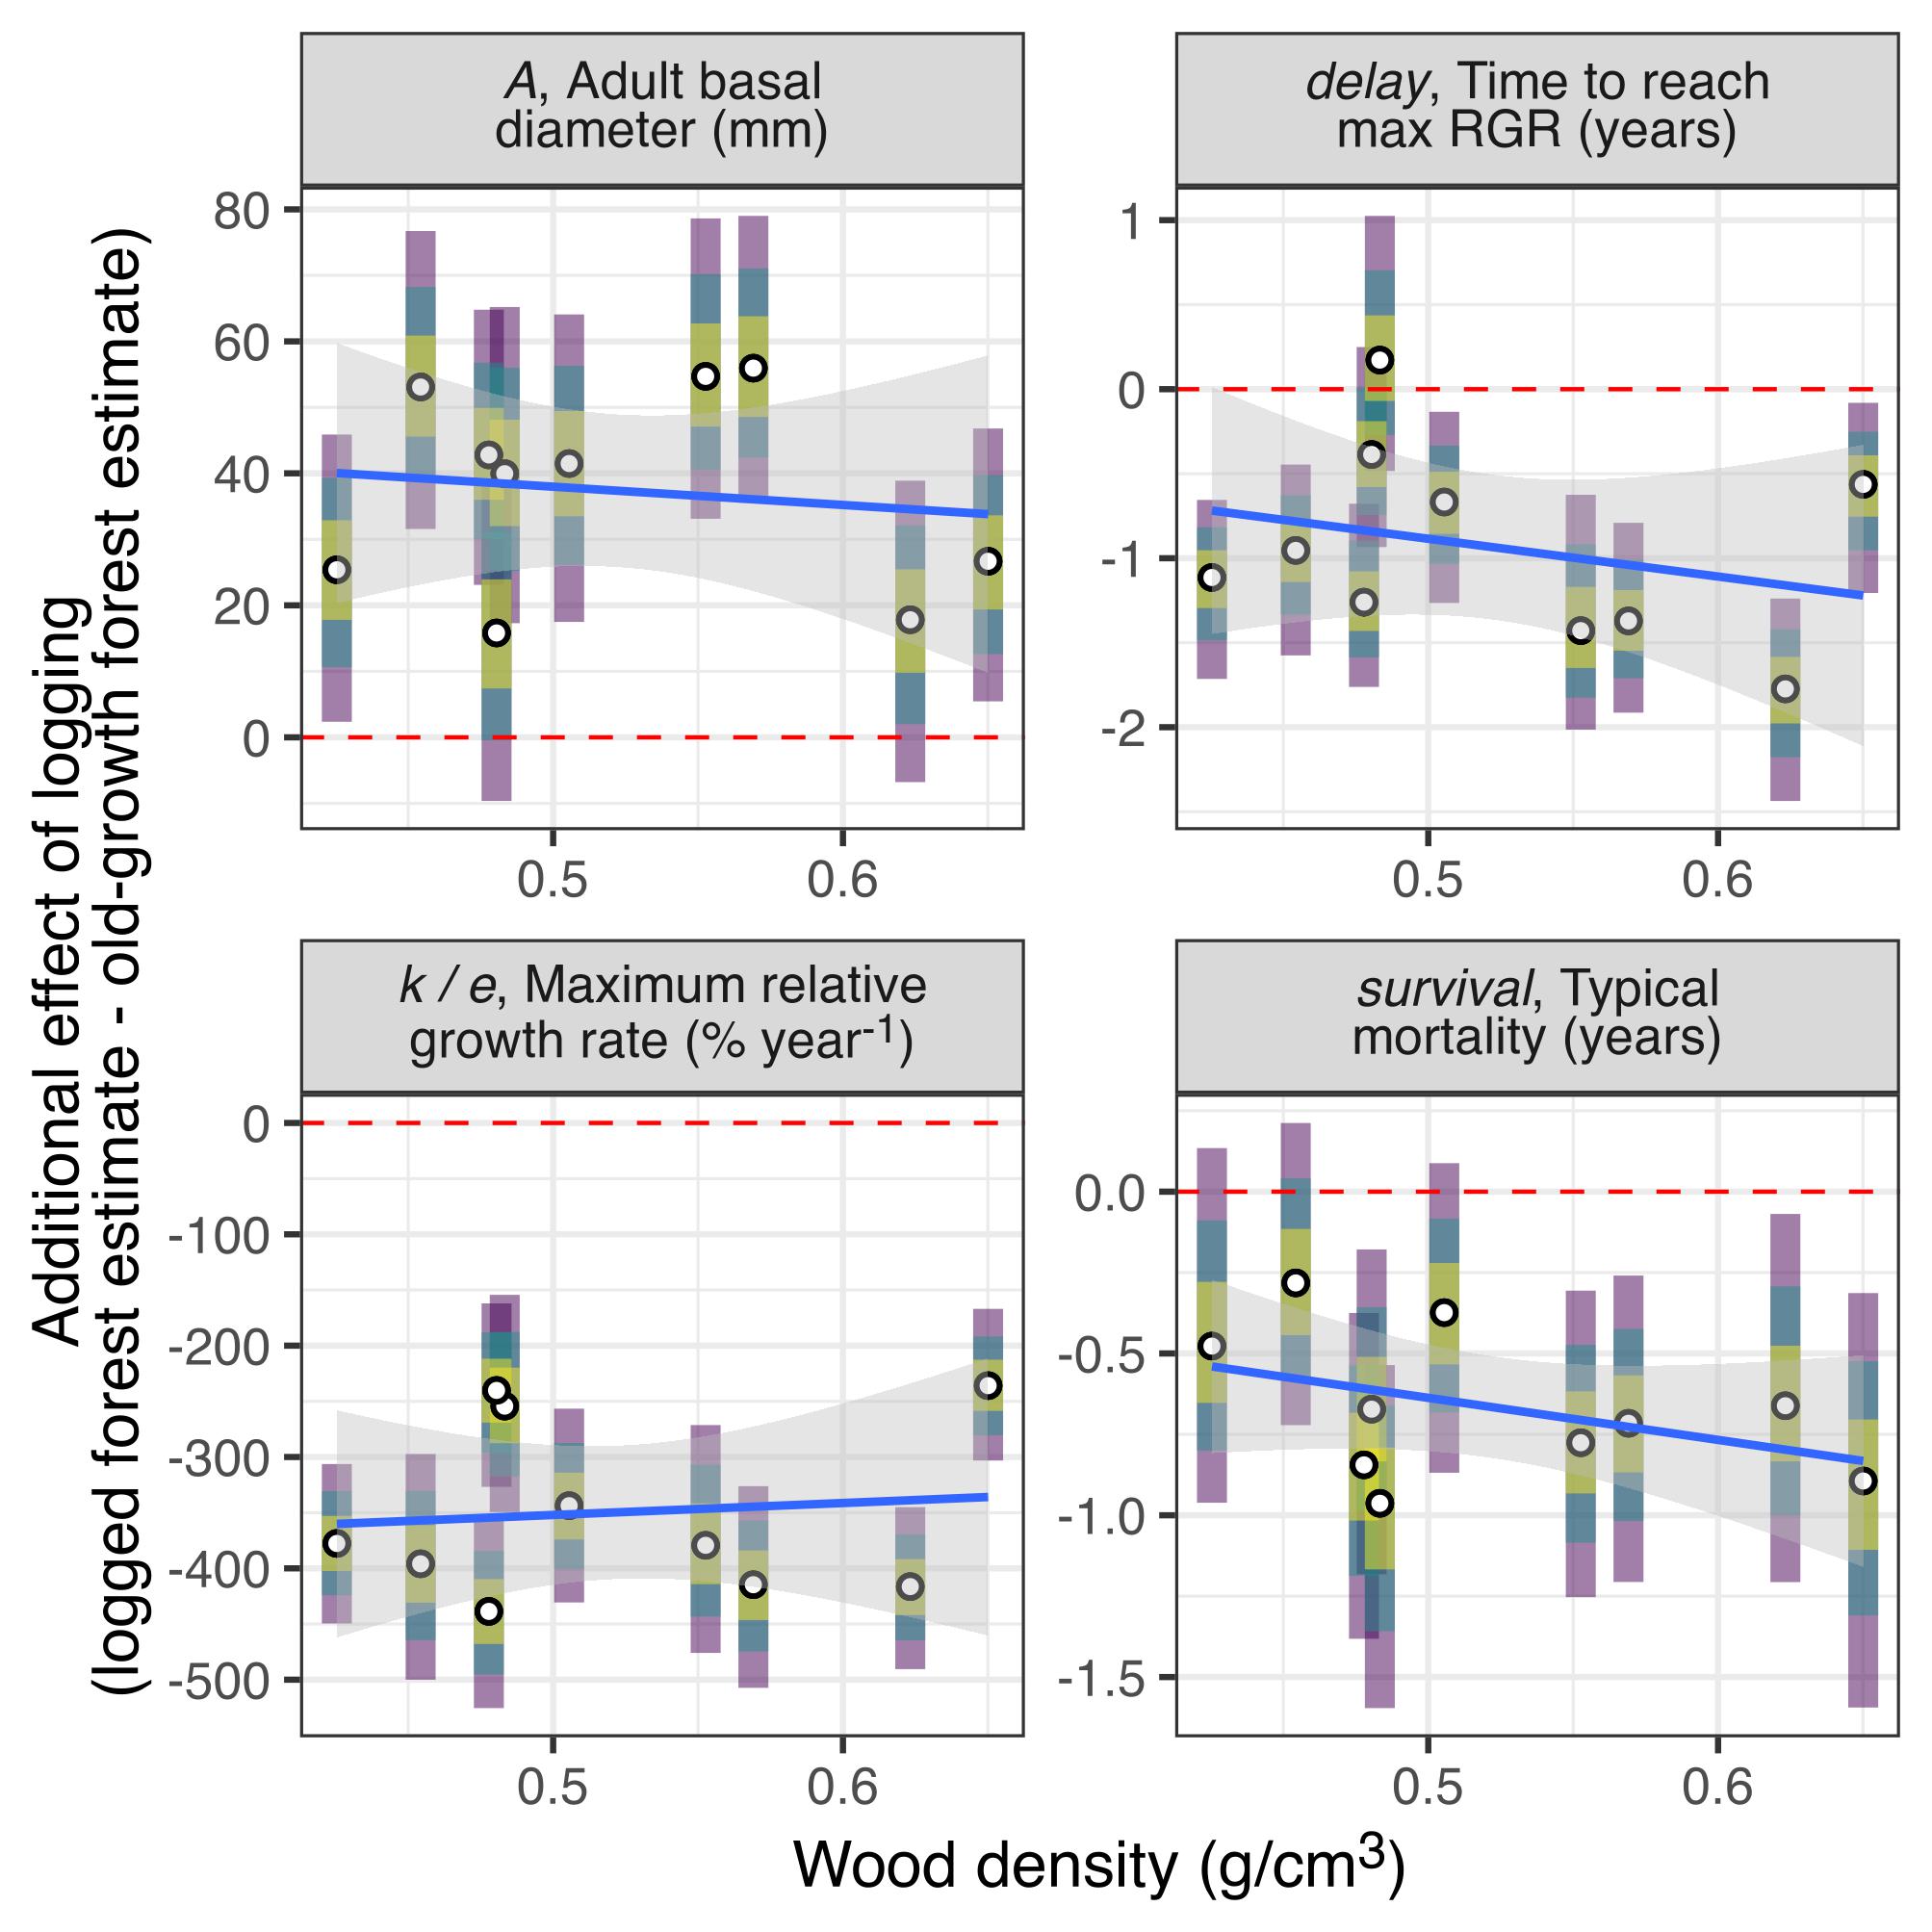 Additional effect of logging
(logged forest estimate - old-growth forest estimate)
A, Adult basal
diameter (mm)
80
60
40
20
0
0.5
0.6
delay, Time to reach
max RGR (years)
1
0
-1
-2
0.5
0.6
k / e, Maximum relative
growth rate (% year⁻¹)
0
-100
-200
-300
-400
-500
0.5
0.6
survival, Typical
mortality (years)
0.0
-0.5
-1.0
-1.5
0.5
0.6
Wood density (g/cm³)